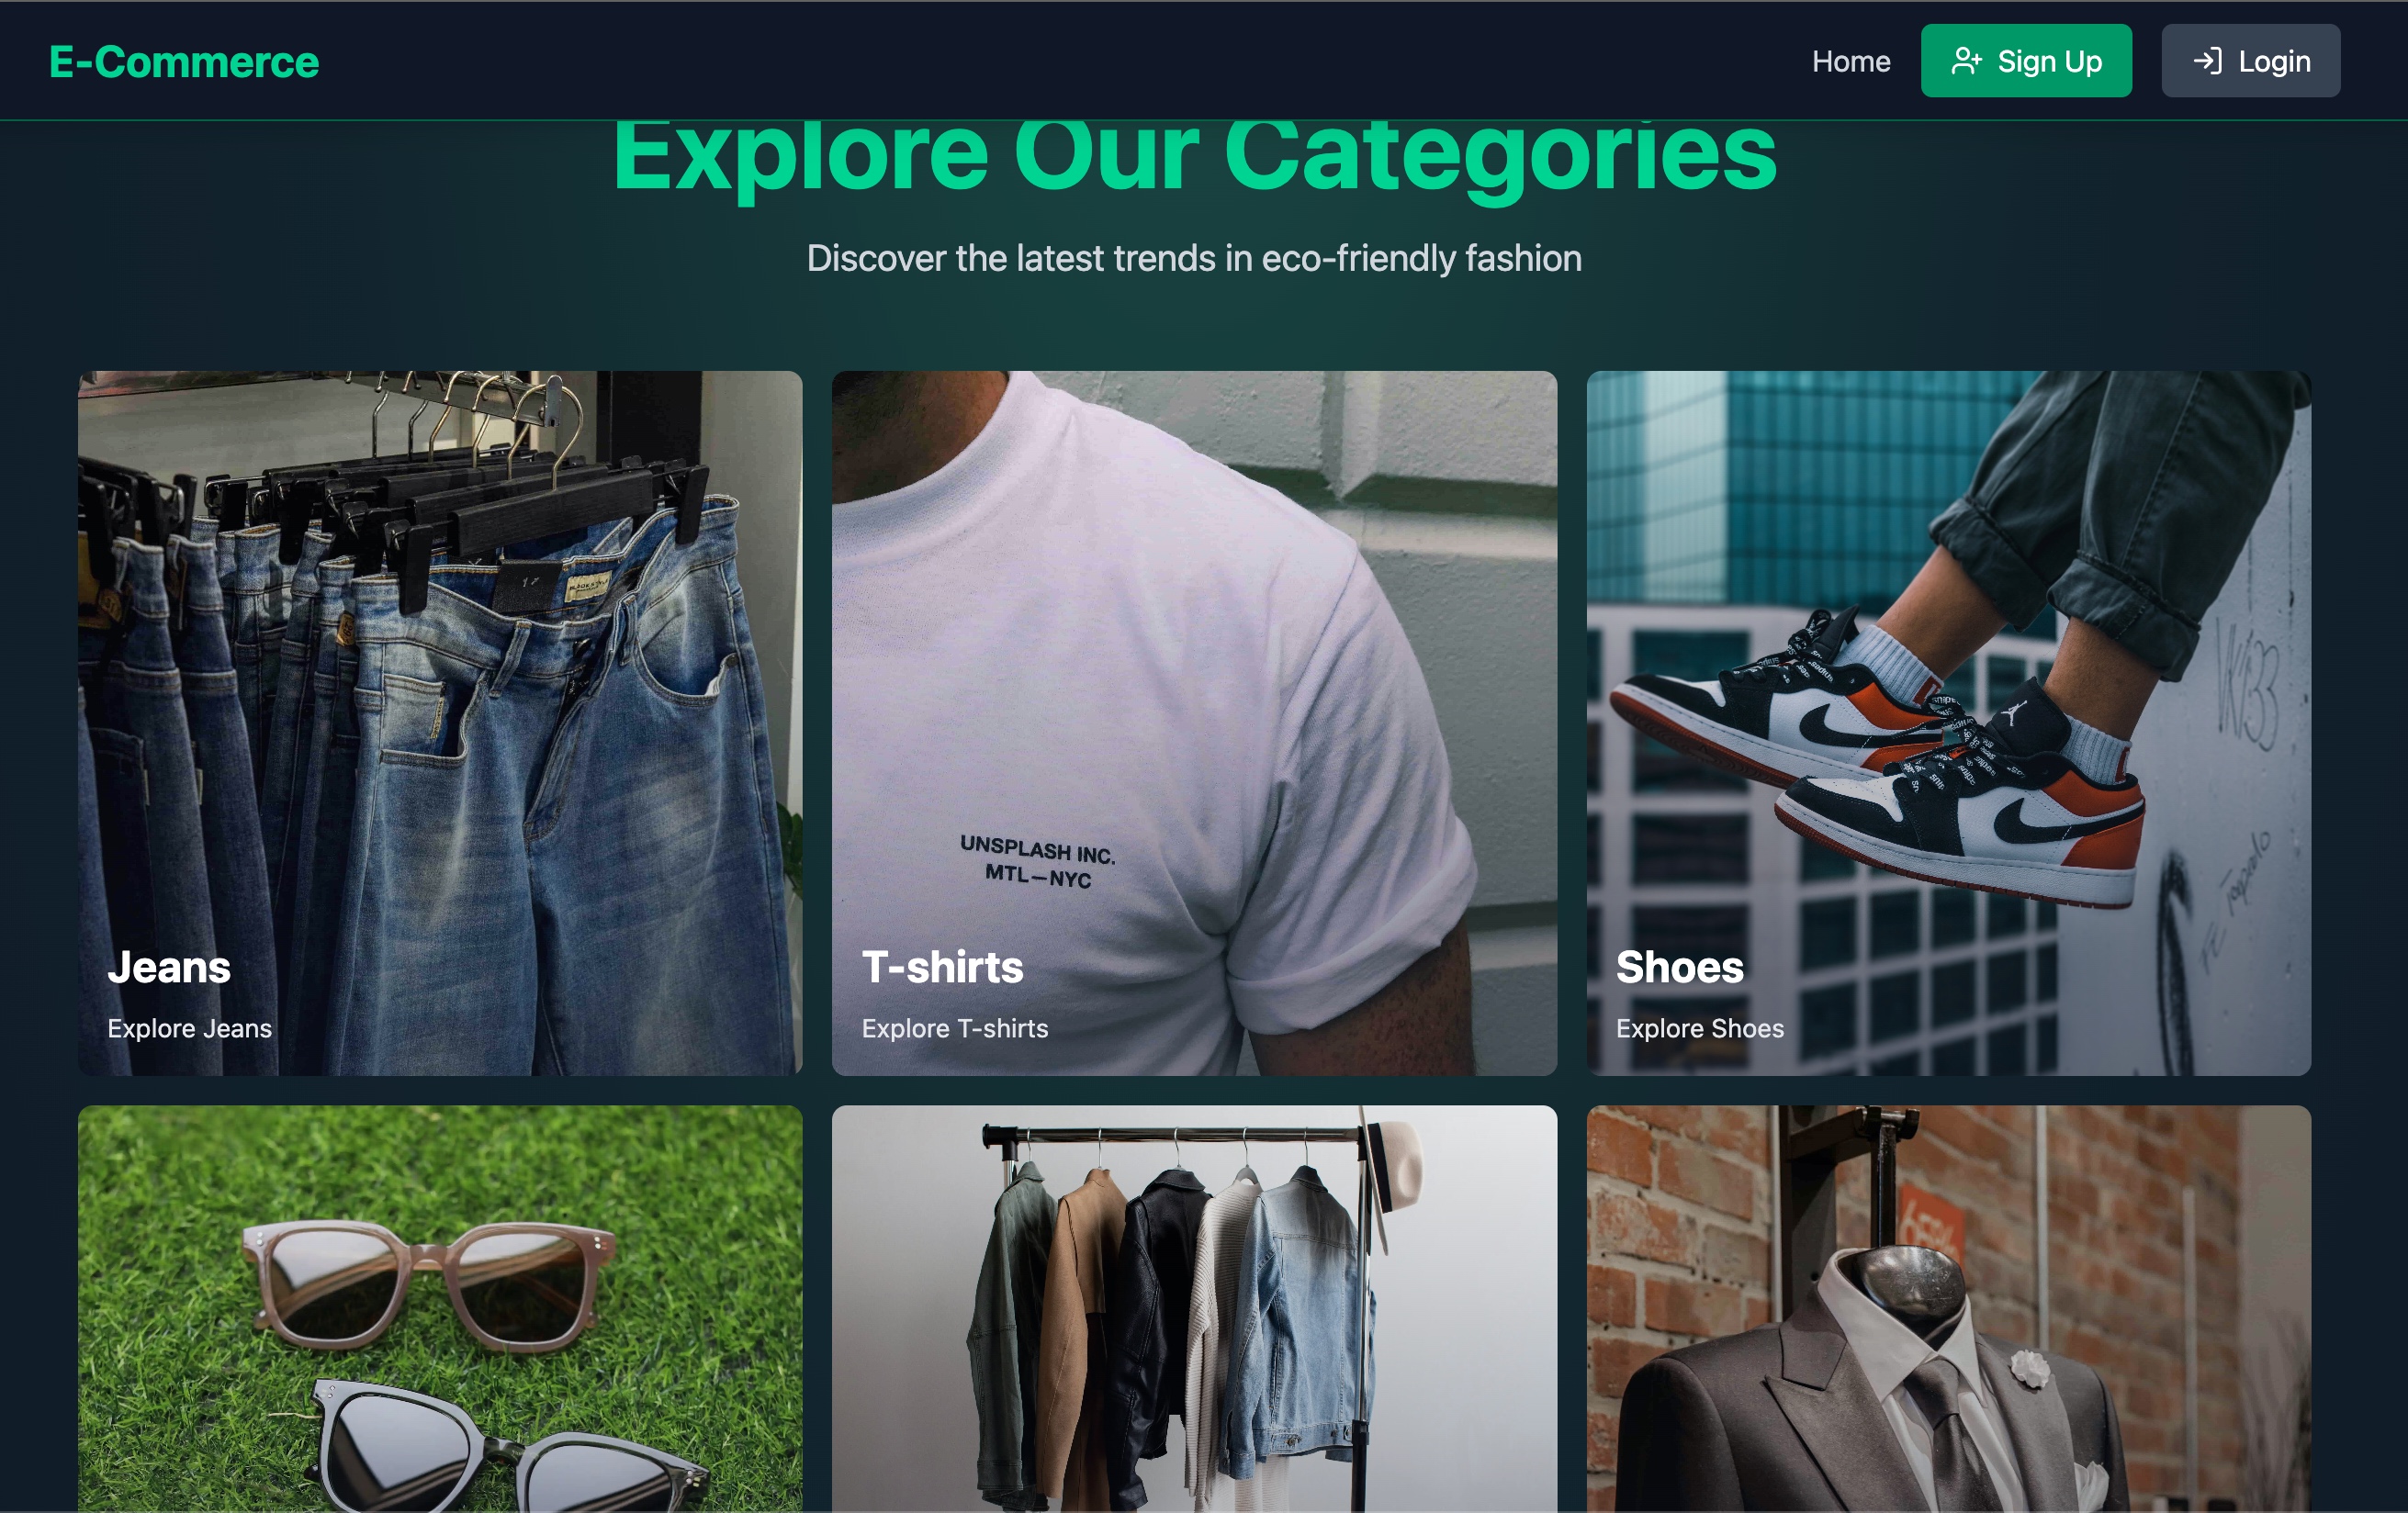 E-Commerce
Home
Sign Up
Login
Explore Our Categories
Discover the latest trends in eco-friendly fashion
UNSPLASH INC.
MTL—NYC
Jeans
Explore Jeans
T-shirts
Explore T-shirts
Shoes
Explore Shoes
65%